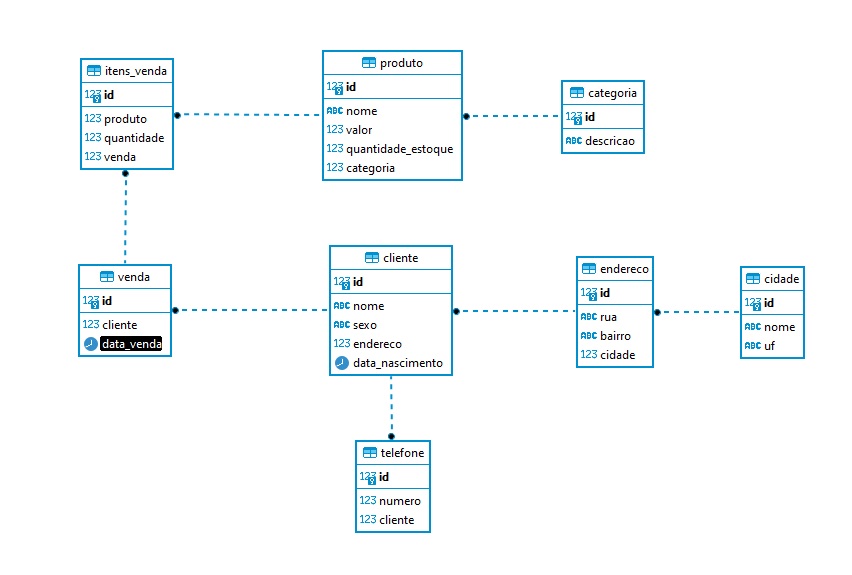 itens_venda
123 id
123 produto
123 quantidade
123 venda
produto
123 id
ABC nome
123 valor
123 quantidade_estoque
123 categoria
categoria
123 id
ABC descricao
venda
123 id
123 cliente
data_venda
cliente
123 id
ABC nome
ABC sexo
123 endereco
data_nascimento
endereco
123 id
ABC rua
ABC bairro
123 cidade
cidade
123 id
ABC nome
ABC uf
telefone
123 id
123 numero
123 cliente